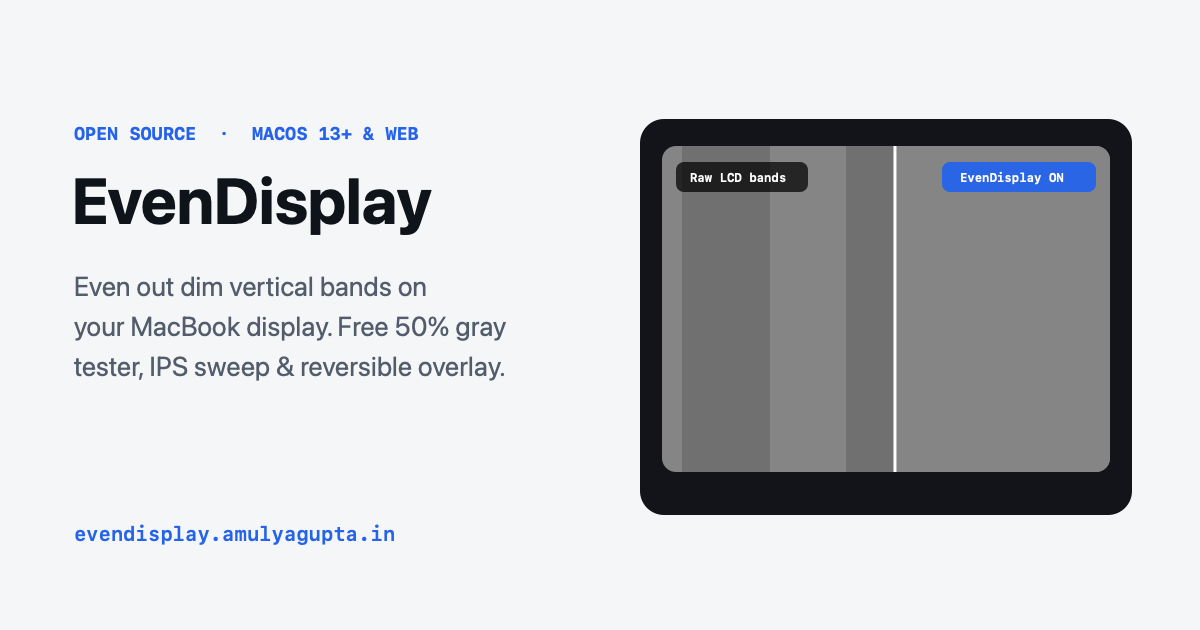 OPEN SOURCE · MACOS 13+ & WEB
EvenDisplay
Even out dim vertical bands on
your MacBook display. Free 50% gray
tester, IPS sweep & reversible overlay.
evendisplay.amulyagupta.in
Raw LCD bands
EvenDisplay ON